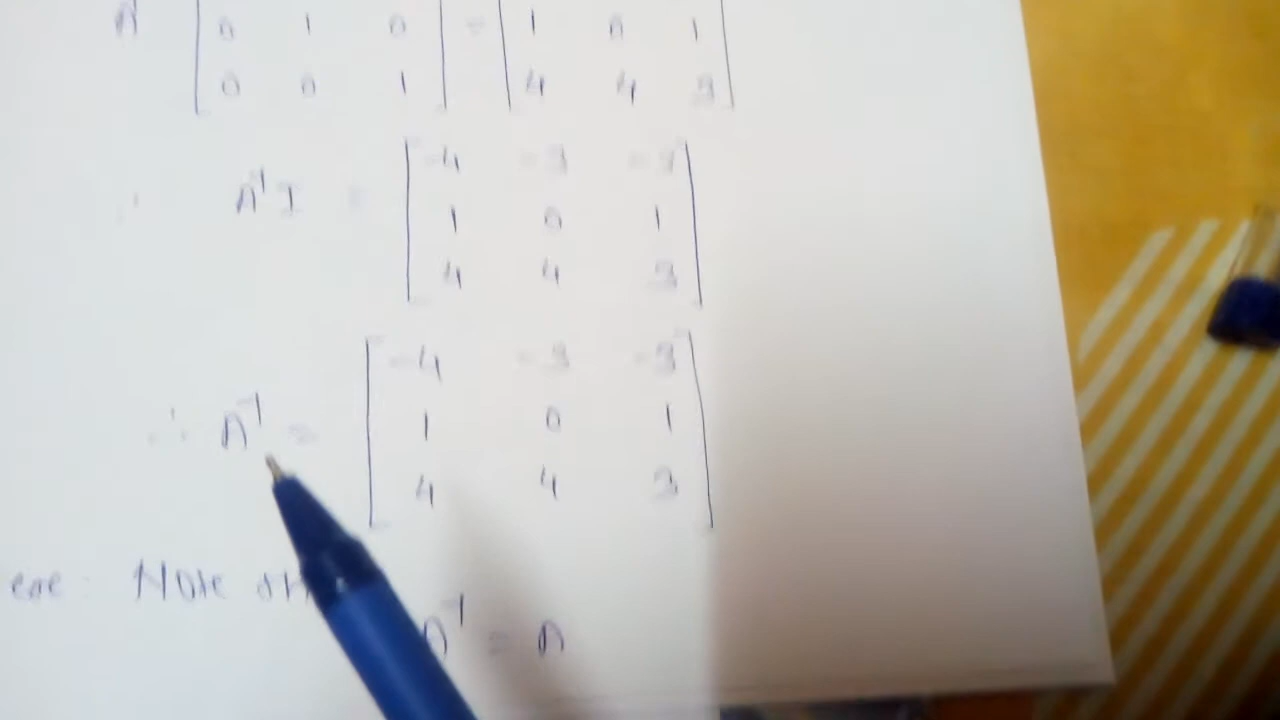 A 0 1 0 = 1 0 1
0 0 1 4 4 3
-4 -3 -3
∴ A⁻¹I = 1 0 1
4 4 3
-4 -3 -3
∴ A⁻¹ = 1 0 1
4 4 3
Note
A⁻¹ = A